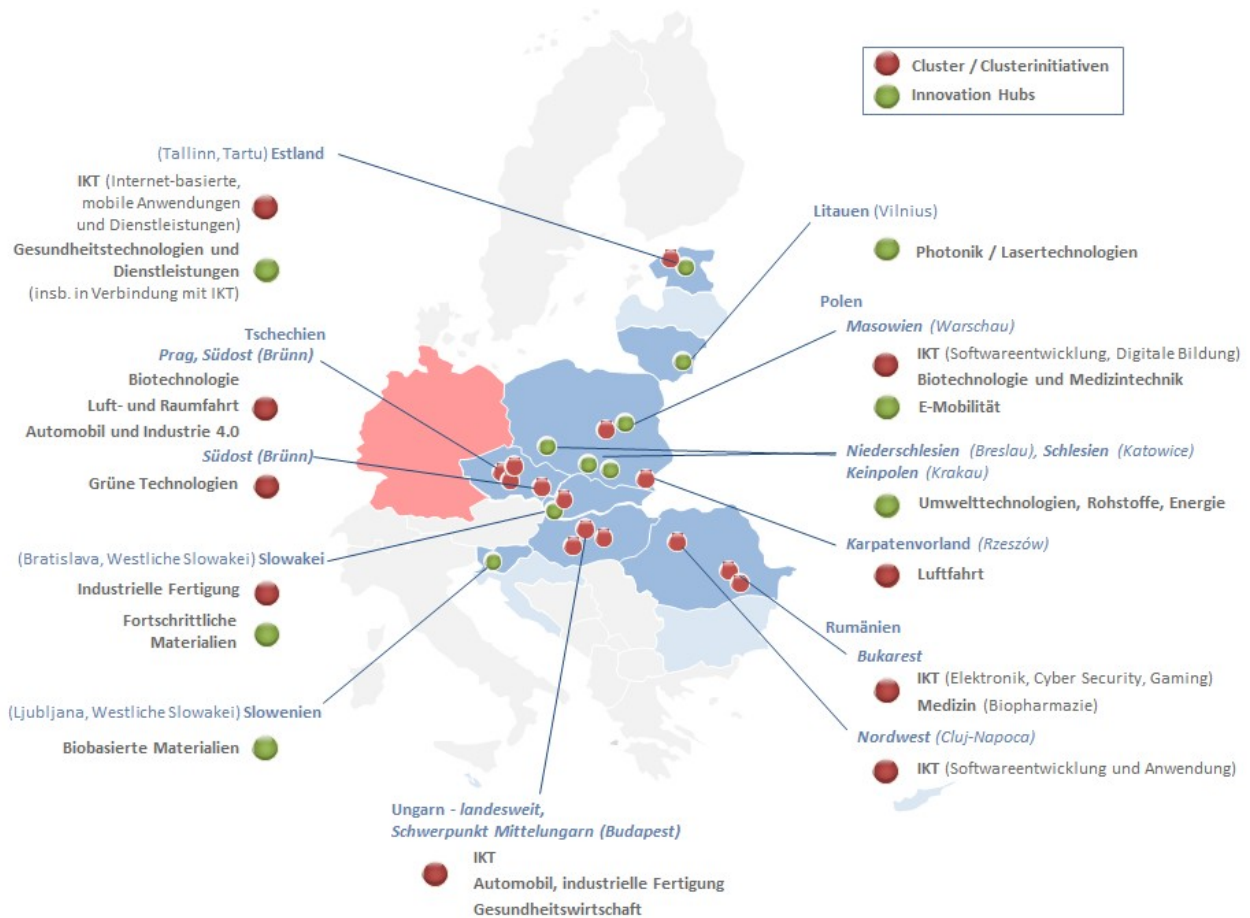 Cluster / Clusterinitiativen
Innovation Hubs
(Tallinn, Tartu) Estland
IKT (Internet-basierte,
mobile Anwendungen
und Dienstleistungen)
Gesundheitstechnologien und
Dienstleistungen
(insb. in Verbindung mit IKT)
Tschechien
Prag, Südost (Brünn)
Biotechnologie
Luft- und Raumfahrt
Automobil und Industrie 4.0
Südost (Brünn)
Grüne Technologien
(Bratislava, Westliche Slowakei) Slowakei
Industrielle Fertigung
Fortschrittliche
Materialien
(Ljubljana, Westliche Slowakei) Slowenien
Biobasierte Materialien
Ungarn - landesweit,
Schwerpunkt Mittelungarn (Budapest)
IKT
Automobil, industrielle Fertigung
Gesundheitswirtschaft
Litauen (Vilnius)
Photonik / Lasertechnologien
Polen
Masowien (Warschau)
IKT (Softwareentwicklung, Digitale Bildung)
Biotechnologie und Medizintechnik
E-Mobilität
Niederschlesien (Breslau), Schlesien (Katowice)
Keinpolen (Krakau)
Umwelttechnologien, Rohstoffe, Energie
Karpatenvorland (Rzeszów)
Luftfahrt
Rumänien
Bukarest
IKT (Elektronik, Cyber Security, Gaming)
Medizin (Biopharmazie)
Nordwest (Cluj-Napoca)
IKT (Softwareentwicklung und Anwendung)